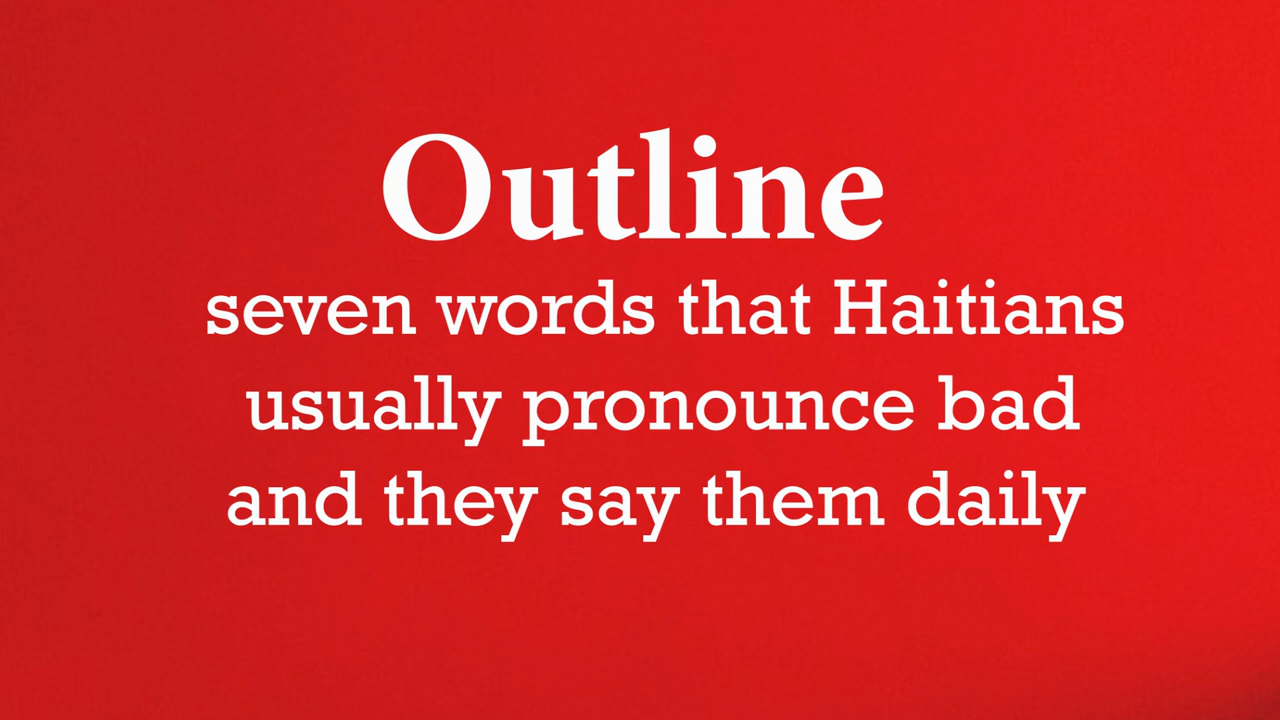 Outline
seven words that Haitians
usually pronounce bad
and they say them daily